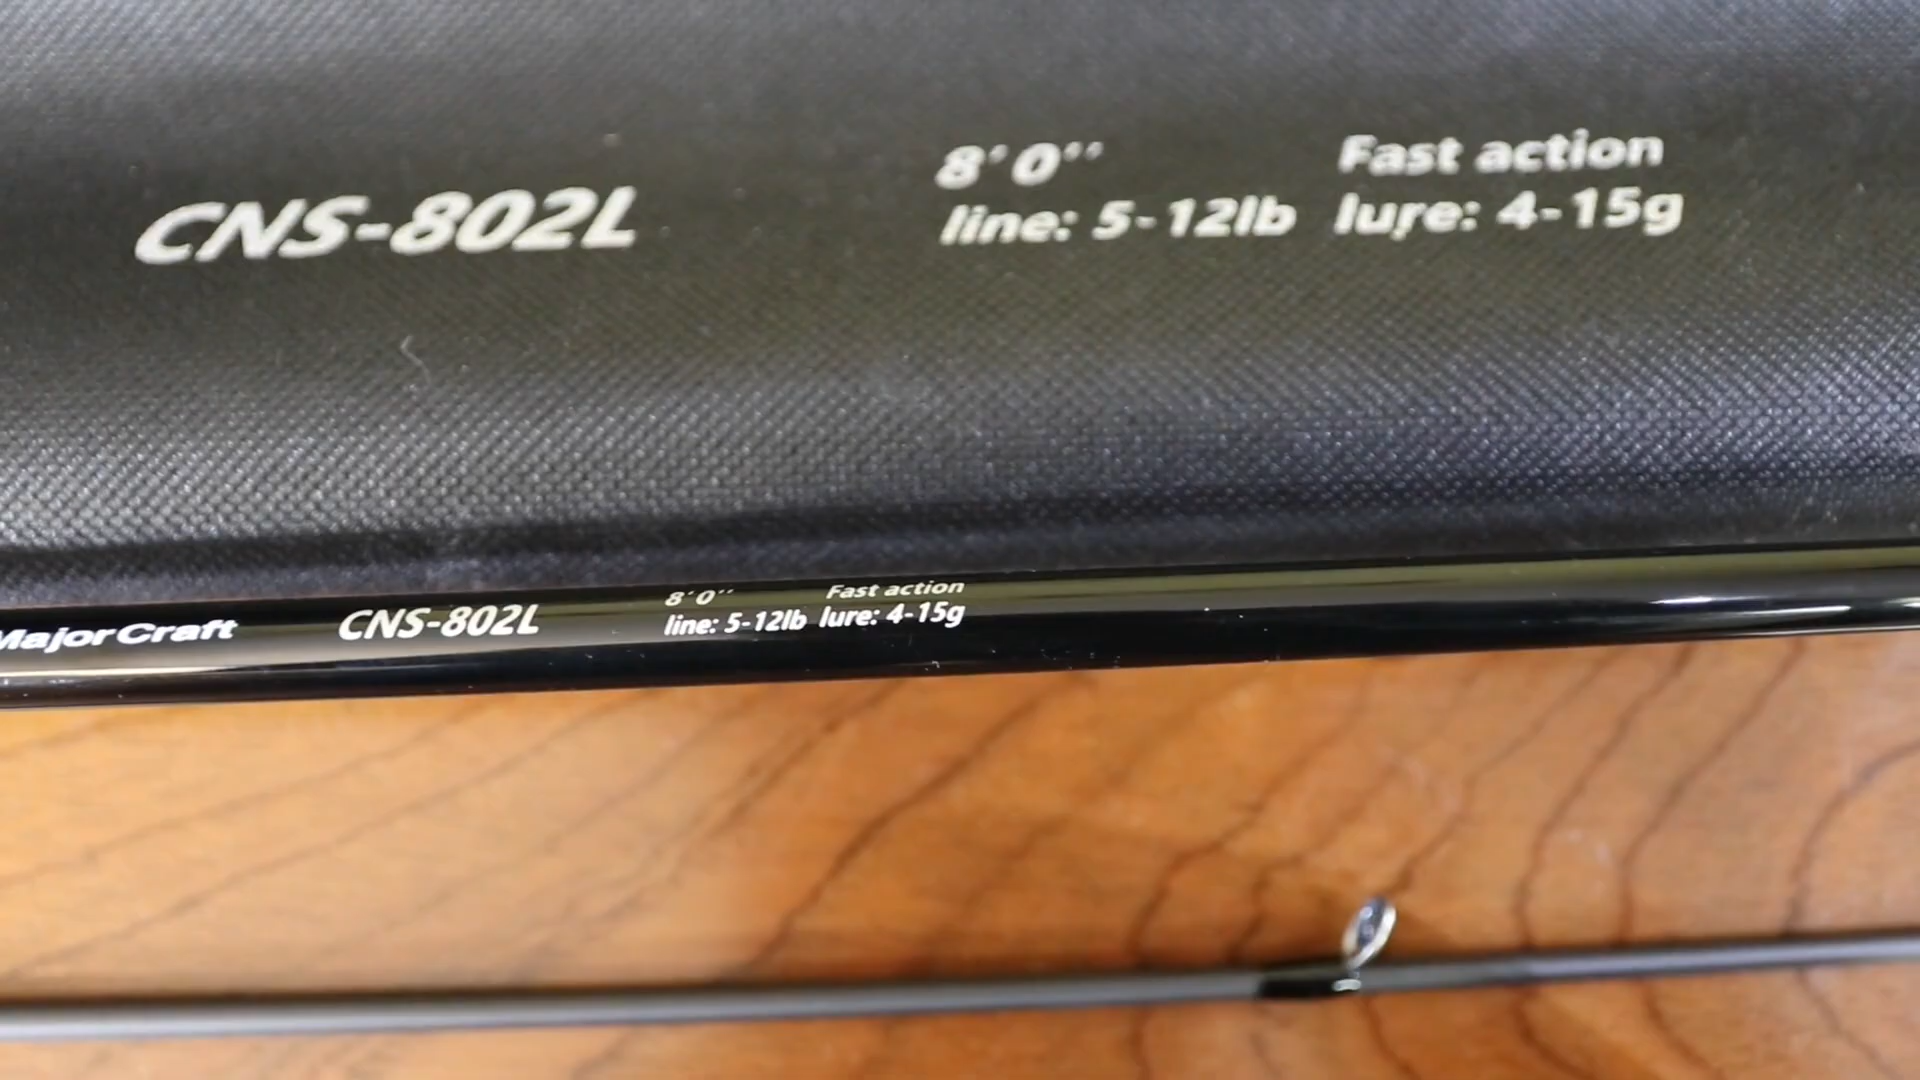 CNS-802L
8'0'' Fast action
line: 5-12lb lure: 4-15g
MajorCraft CNS-802L
8'0'' Fast action
line: 5-12lb lure: 4-15g